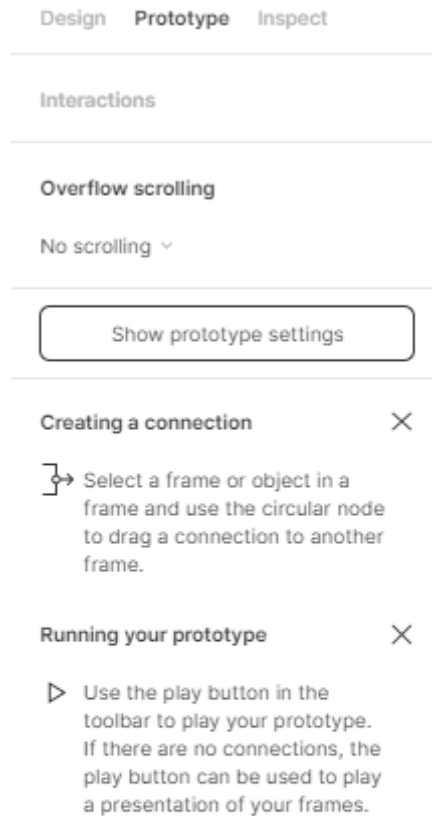 Design Prototype Inspect
Interactions
Overflow scrolling
No scrolling
Show prototype settings
Creating a connection
Select a frame or object in a
frame and use the circular node
to drag a connection to another
frame.
Running your prototype
Use the play button in the
toolbar to play your prototype.
If there are no connections, the
play button can be used to play
a presentation of your frames.